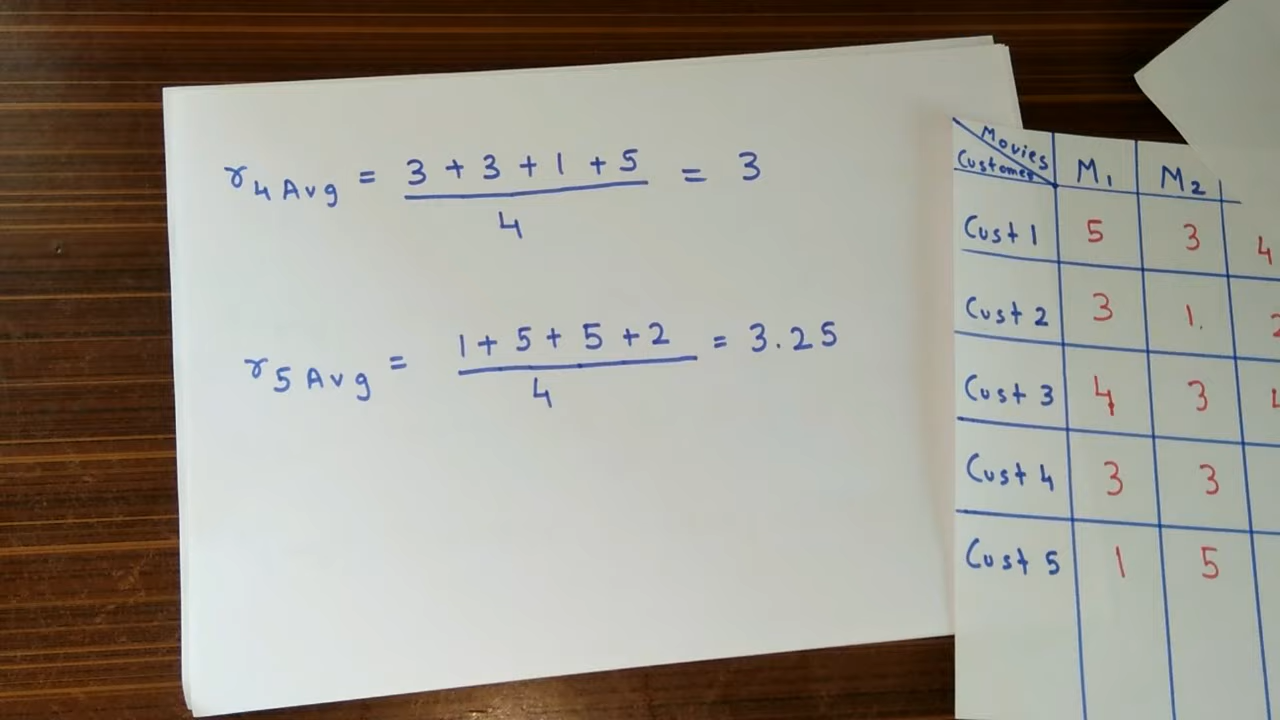 r4 Avg = 3 + 3 + 1 + 5 / 4 = 3
r5 Avg = 1 + 5 + 5 + 2 / 4 = 3.25
Movies
Customer M1 M2
Cust 1 5 3 4
Cust 2 3 1.
Cust 3 4 3
Cust 4 3 3
Cust 5 1 5